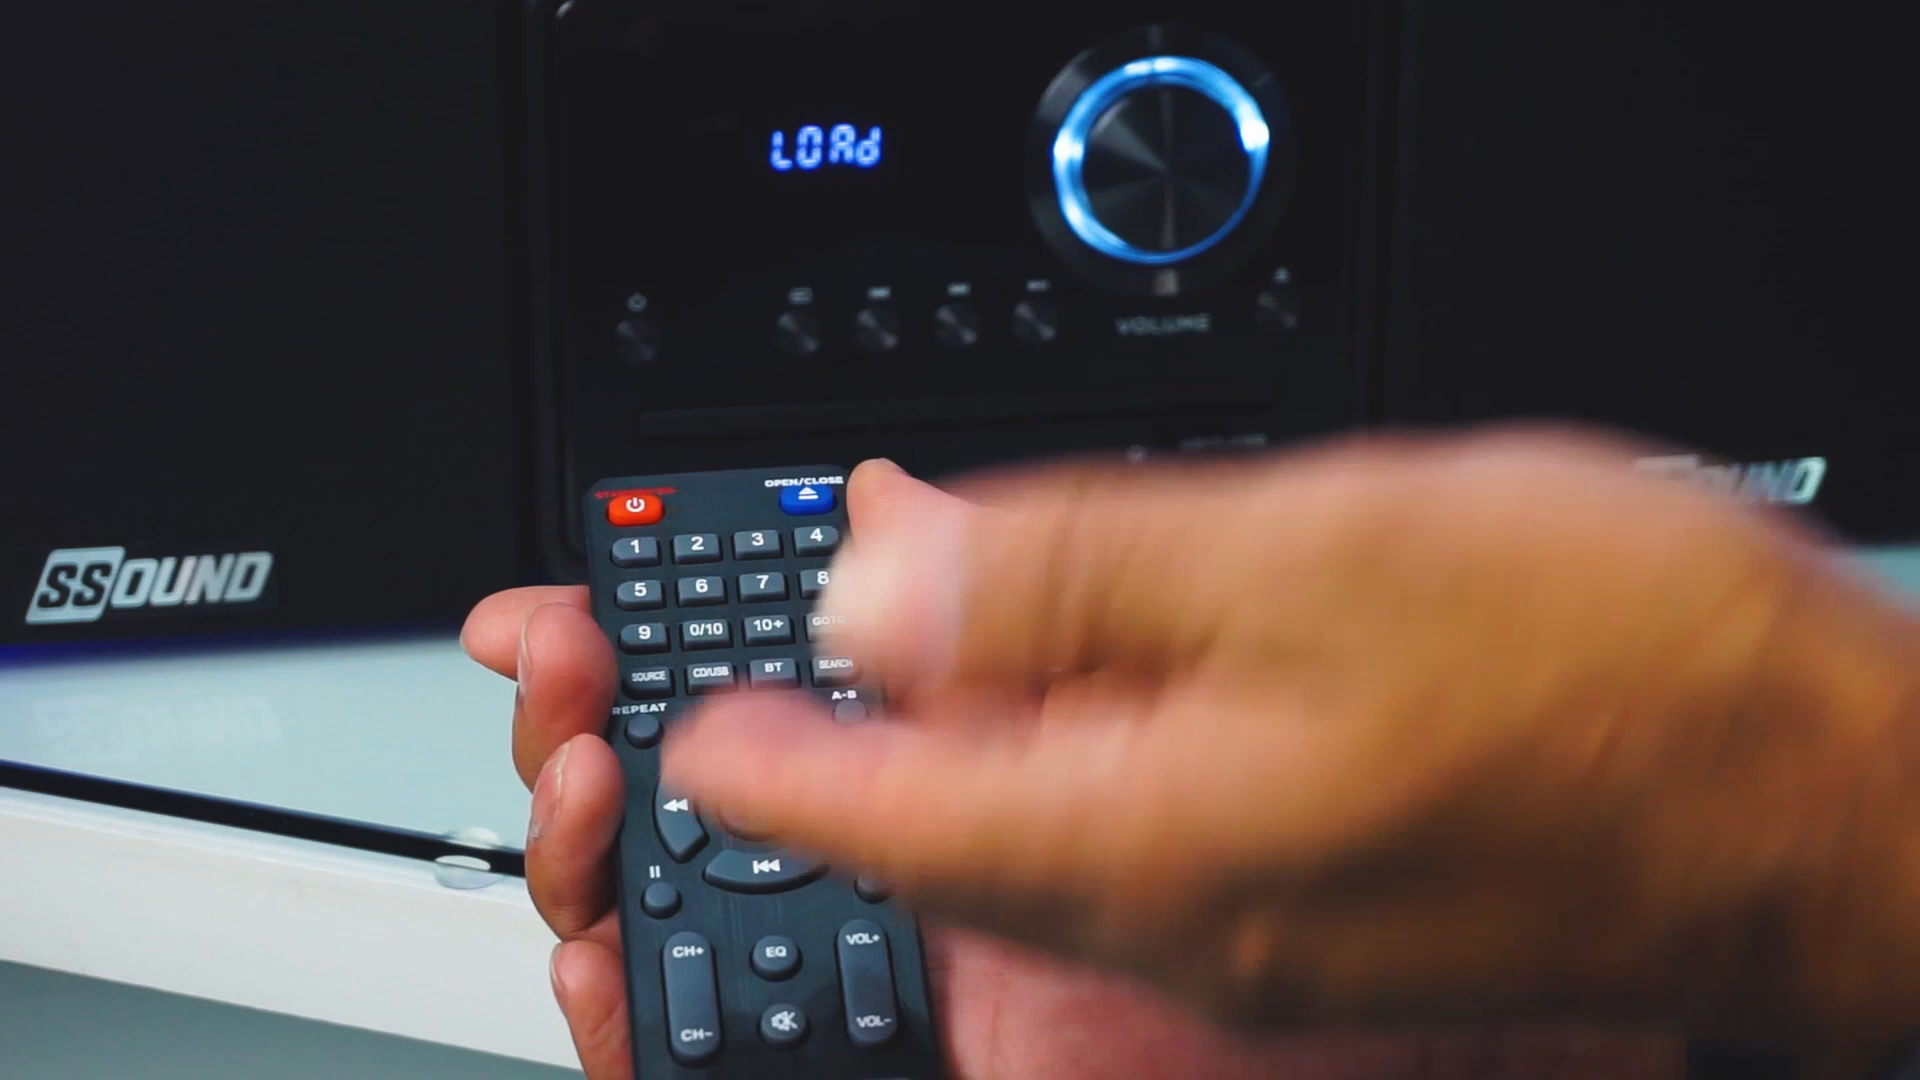 LOAd
VOLUME
SSOUND
OPEN/CLOSE
1 2 3 4
5 6 7 8
9 0/10 10+
SOURCE CD/USB BT SEARCH
REPEAT A-B
CH+ EQ VOL+
CH- VOL-